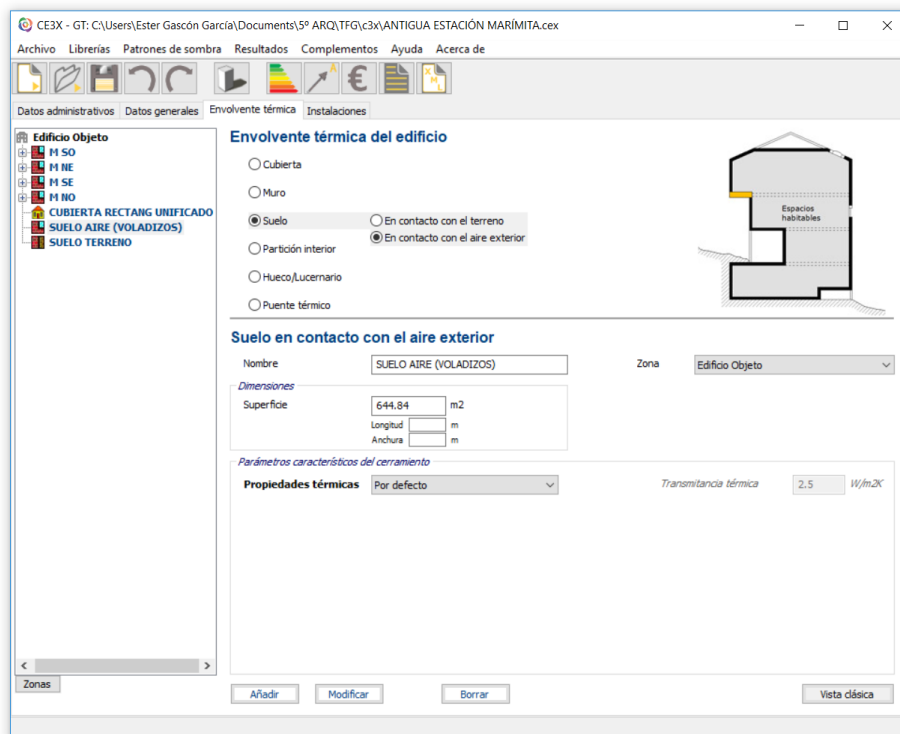 CE3X - GT: C:\Users\Ester Gascón García\Documents\5º ARQ\TFG\c3x\ANTIGUA ESTACIÓN MARÍMITA.cex
Archivo Librerías Patrones de sombra Resultados Complementos Ayuda Acerca de
A € X M L
Datos administrativos Datos generales Envolvente térmica Instalaciones
Edificio Objeto
M SO
M NE
M SE
M NO
CUBIERTA RECTANG UNIFICADO
SUELO AIRE (VOLADIZOS)
SUELO TERRENO
Zonas
Envolvente térmica del edificio
Cubierta
Muro
Suelo
En contacto con el terreno
En contacto con el aire exterior
Partición interior
Hueco/Lucernario
Puente térmico
Espacios
habitables
Suelo en contacto con el aire exterior
Nombre SUELO AIRE (VOLADIZOS) Zona Edificio Objeto
Dimensiones
Superficie 644.84 m2
Longitud m
Anchura m
Parámetros característicos del cerramiento
Propiedades térmicas Por defecto Transmitancia térmica 2.5 W/m2K
Añadir Modificar Borrar Vista clásica